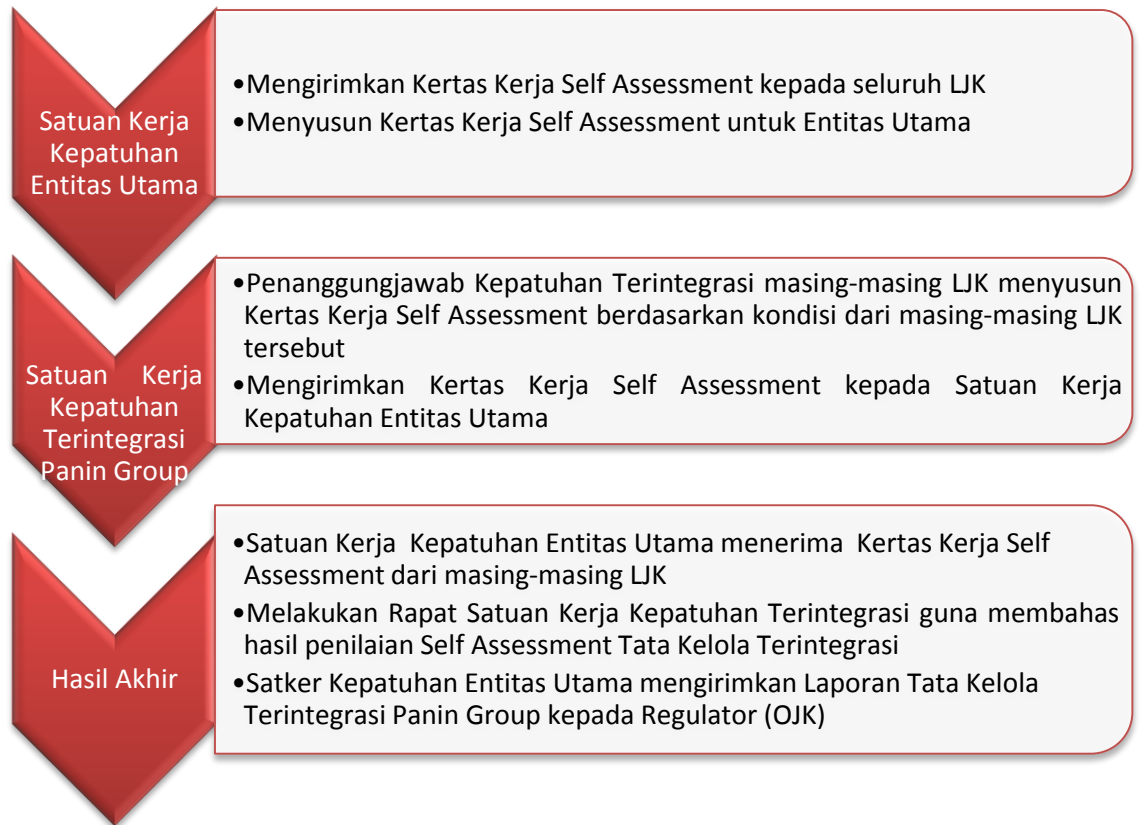 Satuan Kerja
Kepatuhan
Entitas Utama
•Mengirimkan Kertas Kerja Self Assessment kepada seluruh LJK
•Menyusun Kertas Kerja Self Assessment untuk Entitas Utama
Satuan Kerja
Kepatuhan
Terintegrasi
Panin Group
•Penanggungjawab Kepatuhan Terintegrasi masing-masing LJK menyusun
Kertas Kerja Self Assessment berdasarkan kondisi dari masing-masing LJK
tersebut
•Mengirimkan Kertas Kerja Self Assessment kepada Satuan Kerja
Kepatuhan Entitas Utama
Hasil Akhir
•Satuan Kerja Kepatuhan Entitas Utama menerima Kertas Kerja Self
Assessment dari masing-masing LJK
•Melakukan Rapat Satuan Kerja Kepatuhan Terintegrasi guna membahas
hasil penilaian Self Assessment Tata Kelola Terintegrasi
•Satker Kepatuhan Entitas Utama mengirimkan Laporan Tata Kelola
Terintegrasi Panin Group kepada Regulator (OJK)